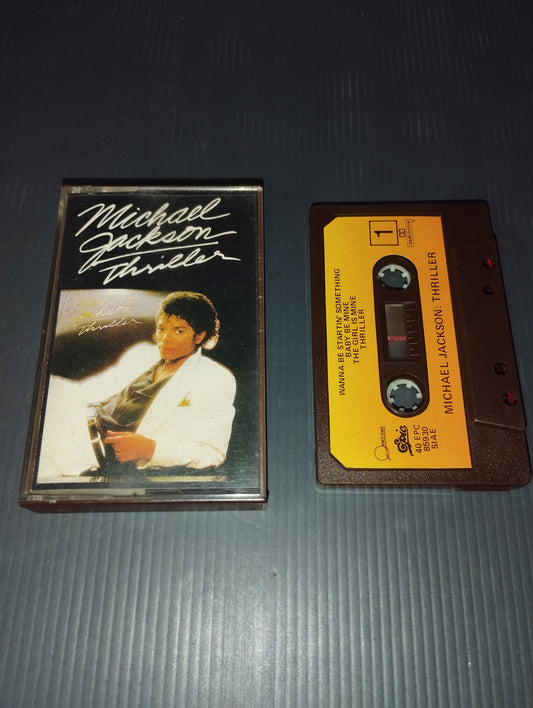 Michael
Jackson
Thriller
Thriller
1
WANNA BE STARTIN' SOMETHING
BABY BE MINE
THE GIRL IS MINE
THRILLER
MICHAEL JACKSON: THRILLER
Epic
40 EPC
85930
SIAE